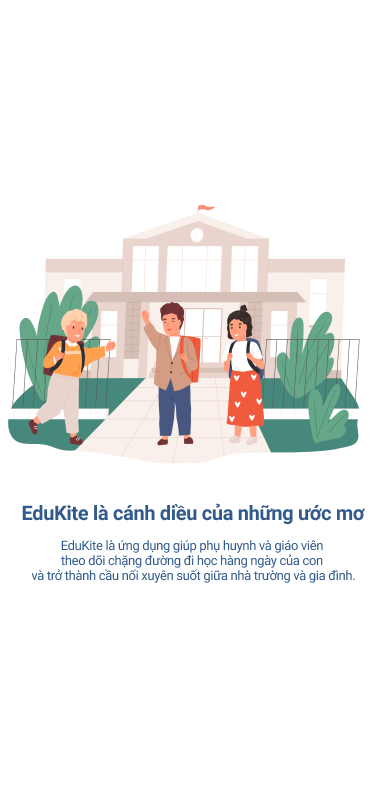 EduKite là cánh diều của những ước mơ
EduKite là ứng dụng giúp phụ huynh và giáo viên
theo dõi chặng đường đi học hàng ngày của con
và trở thành cầu nối xuyên suốt giữa nhà trường và gia đình.